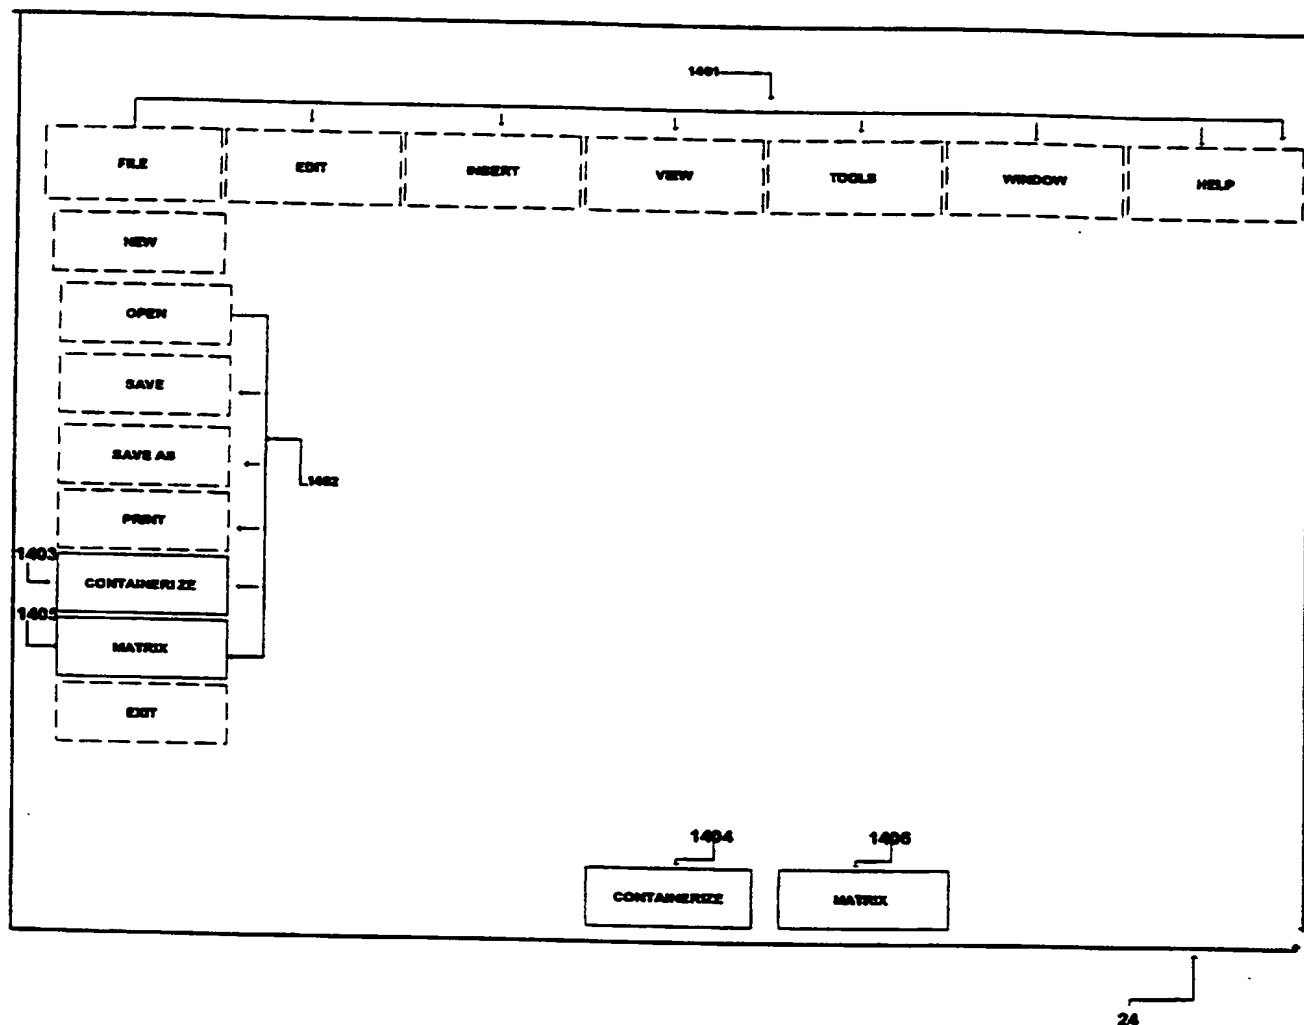 1401
FILE
EDIT
INSERT
VIEW
TOOLS
WINDOW
HELP
NEW
OPEN
SAVE
SAVE AS
1402
PRINT
1403
CONTAINERIZE
1405
MATRIX
EXIT
1404
1406
CONTAINERIZE
MATRIX
24